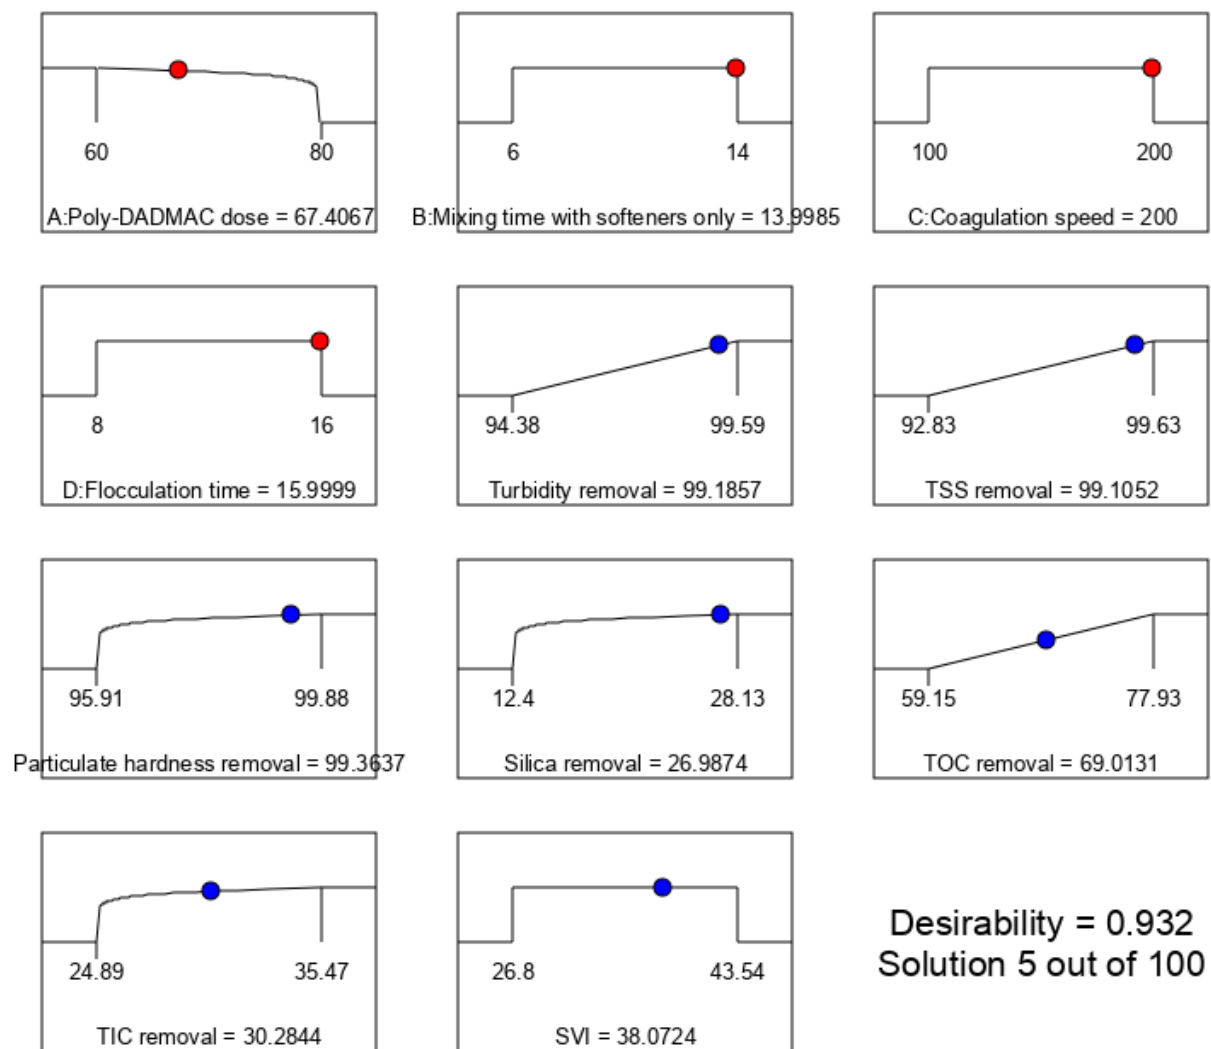 60 80
A:Poly-DADMAC dose = 67.4067
6 14
B:Mixing time with softeners only = 13.9985
100 200
C:Coagulation speed = 200
8 16
D:Flocculation time = 15.9999
94.38 99.59
Turbidity removal = 99.1857
92.83 99.63
TSS removal = 99.1052
95.91 99.88
Particulate hardness removal = 99.3637
12.4 28.13
Silica removal = 26.9874
59.15 77.93
TOC removal = 69.0131
24.89 35.47
TIC removal = 30.2844
26.8 43.54
SVI = 38.0724
Desirability = 0.932
Solution 5 out of 100